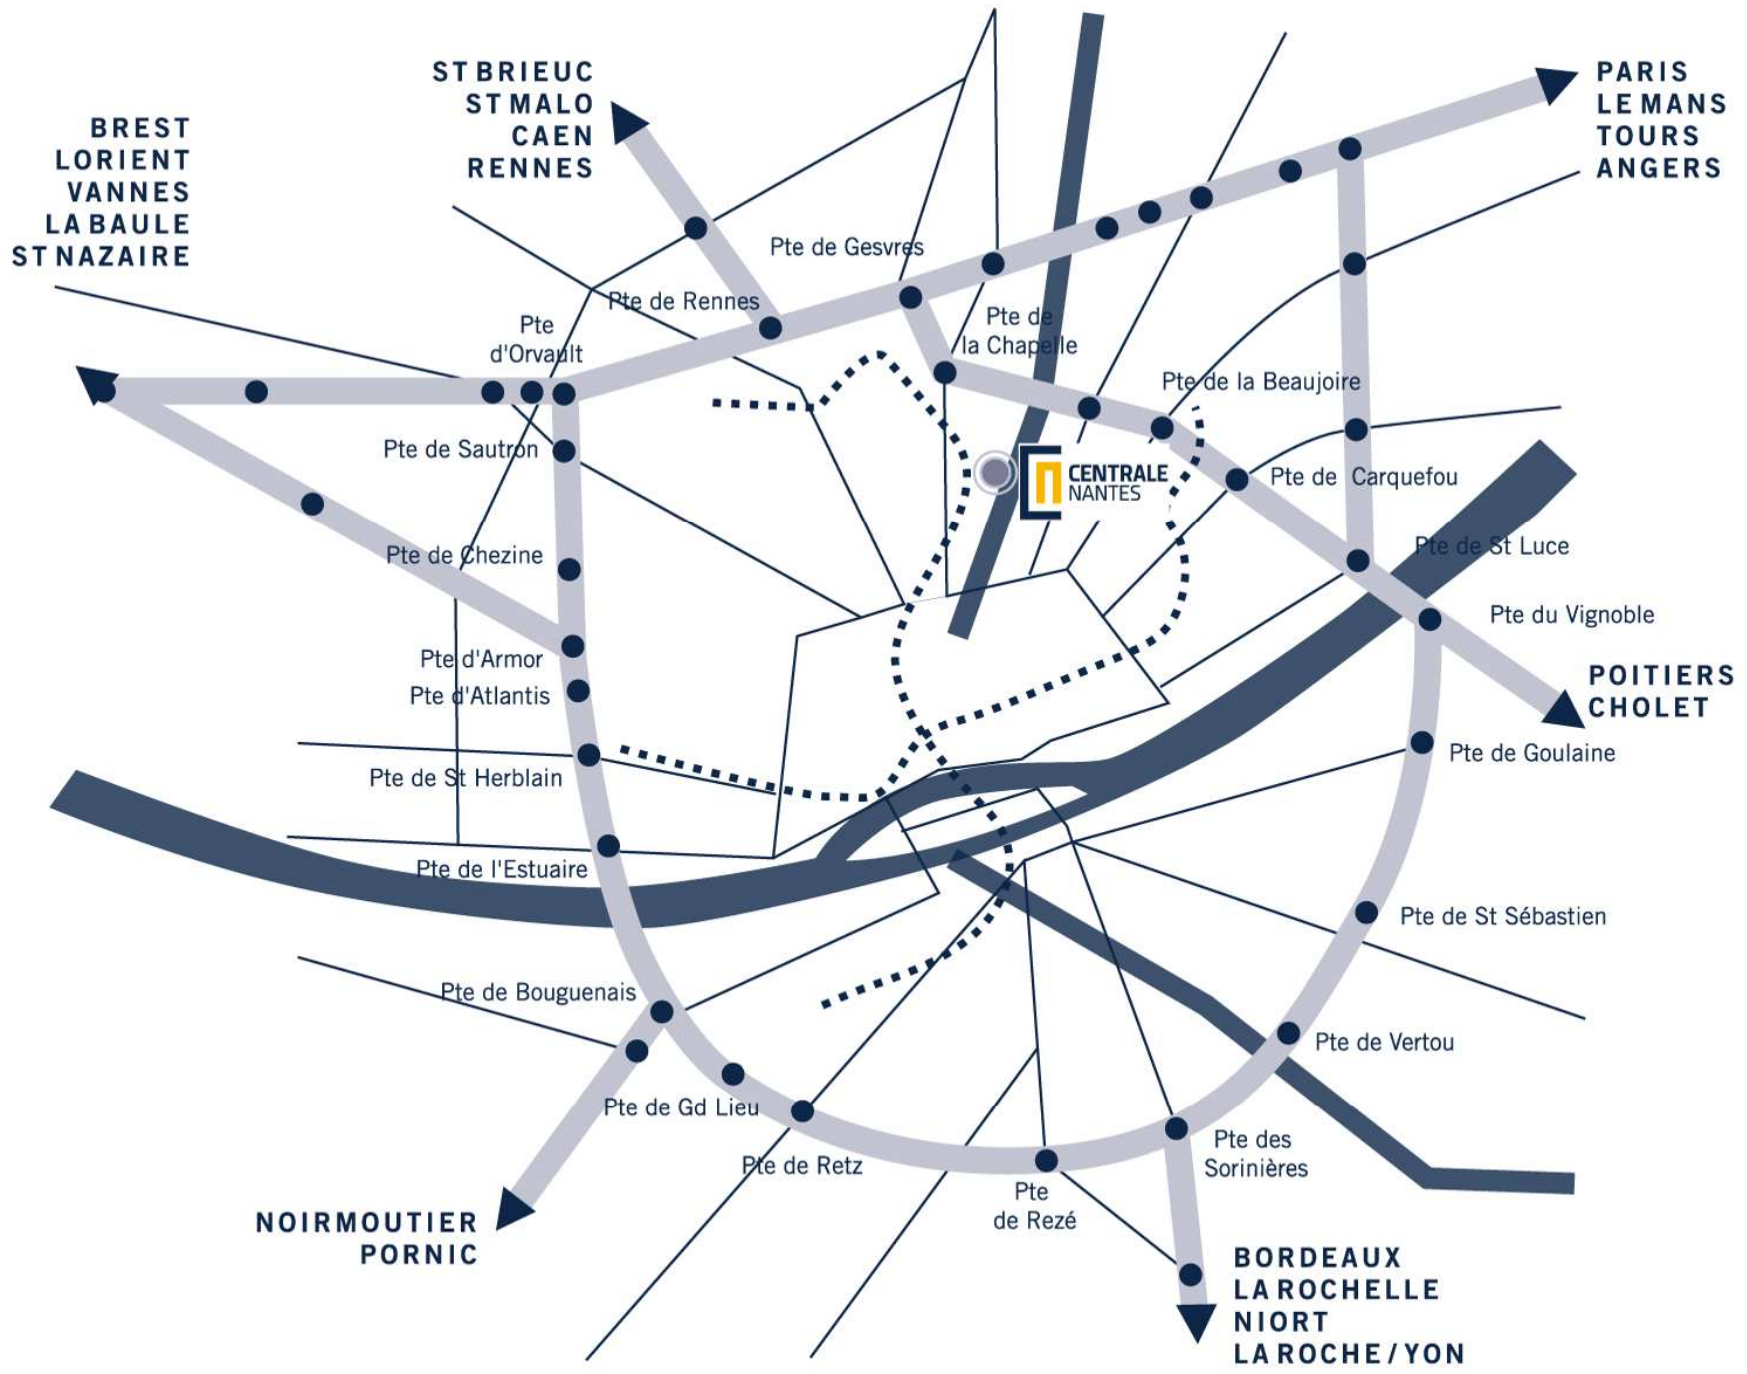 ST BRIEUC
ST MALO
CAEN
RENNES
PARIS
LE MANS
TOURS
ANGERS
BREST
LORIENT
VANNES
LA BAULE
ST NAZAIRE
Pte de Gesvres
Pte de Rennes
Pte
d'Orvault
Pte de
la Chapelle
Pte de la Beaujoire
Pte de Sautron
CENTRALE
NANTES
Pte de Carquefou
Pte de Chezine
Pte de St Luce
Pte du Vignoble
Pte d'Armor
Pte d'Atlantis
POITIERS
CHOLET
Pte de Goulaine
Pte de St Herblain
Pte de l'Estuaire
Pte de St Sébastien
Pte de Bouguenais
Pte de Vertou
Pte de Gd Lieu
Pte de Retz
Pte des
Sorinières
Pte
de Rezé
NOIRMOUTIER
PORNIC
BORDEAUX
LA ROCHELLE
NIORT
LA ROCHE/YON